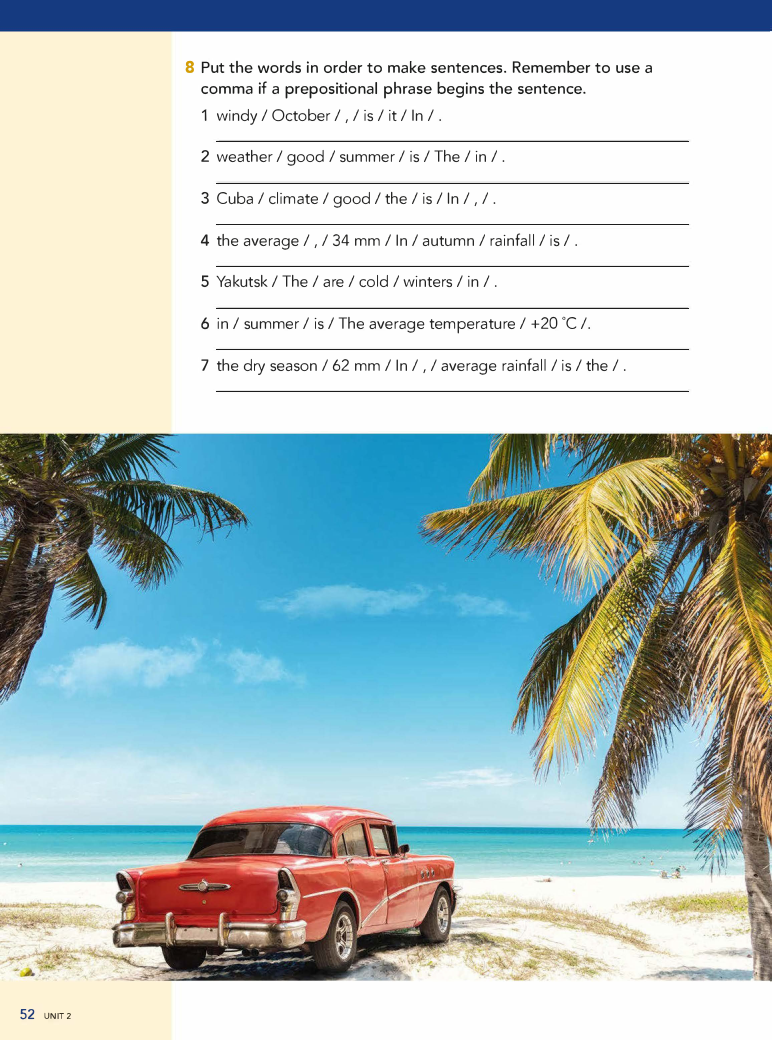 8 Put the words in order to make sentences. Remember to use a
comma if a prepositional phrase begins the sentence.
1 windy / October / , / is / it / In / .
2 weather / good / summer / is / The / in / .
3 Cuba / climate / good / the / is / In / , / .
4 the average / , / 34 mm / In / autumn / rainfall / is / .
5 Yakutsk / The / are / cold / winters / in / .
6 in / summer / is / The average temperature / +20 °C /.
7 the dry season / 62 mm / In / , / average rainfall / is / the / .
52 UNIT 2